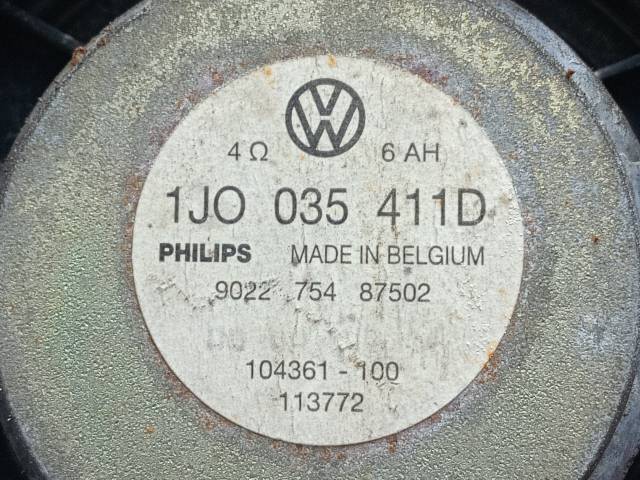 4 Ω 6 AH
1JO 035 411D
PHILIPS MADE IN BELGIUM
9022 754 87502
104361 - 100
113772